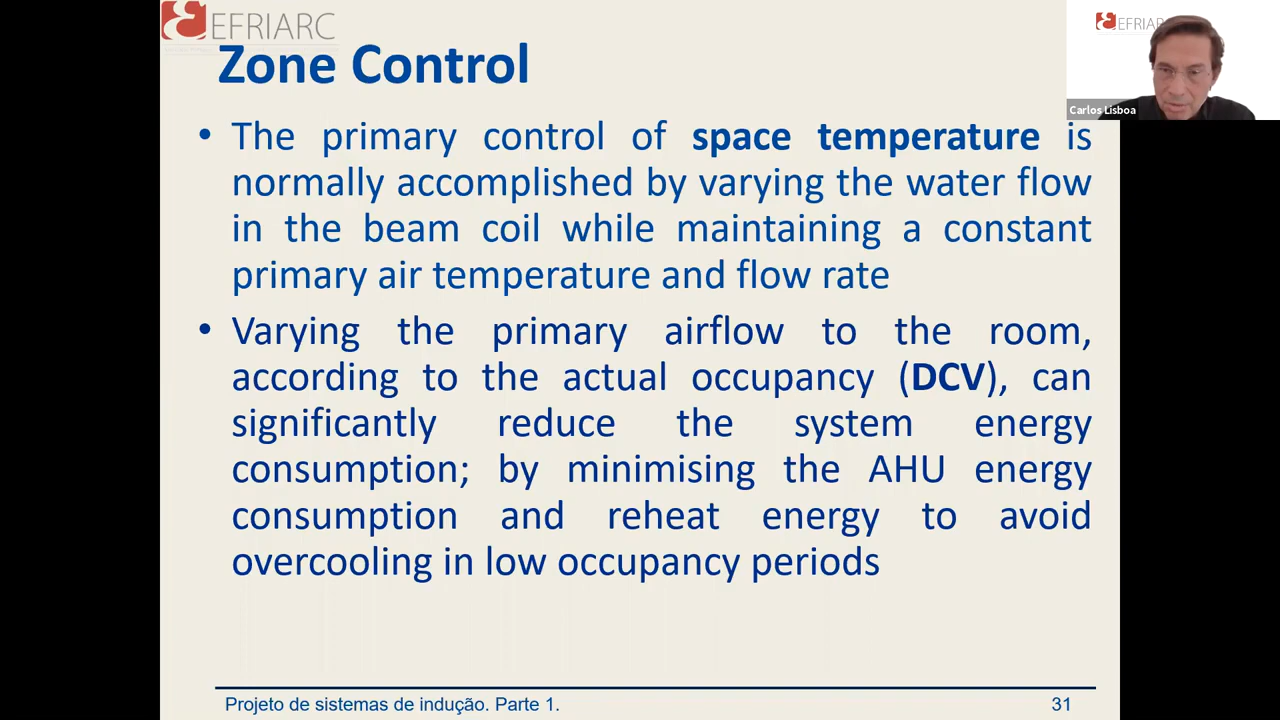 EFRIARC
Zone Control
• The primary control of space temperature is
normally accomplished by varying the water flow
in the beam coil while maintaining a constant
primary air temperature and flow rate
• Varying the primary airflow to the room,
according to the actual occupancy (DCV), can
significantly reduce the system energy
consumption; by minimising the AHU energy
consumption and reheat energy to avoid
overcooling in low occupancy periods
Projeto de sistemas de indução. Parte 1.
31
EFRIARC
Carlos Lisboa